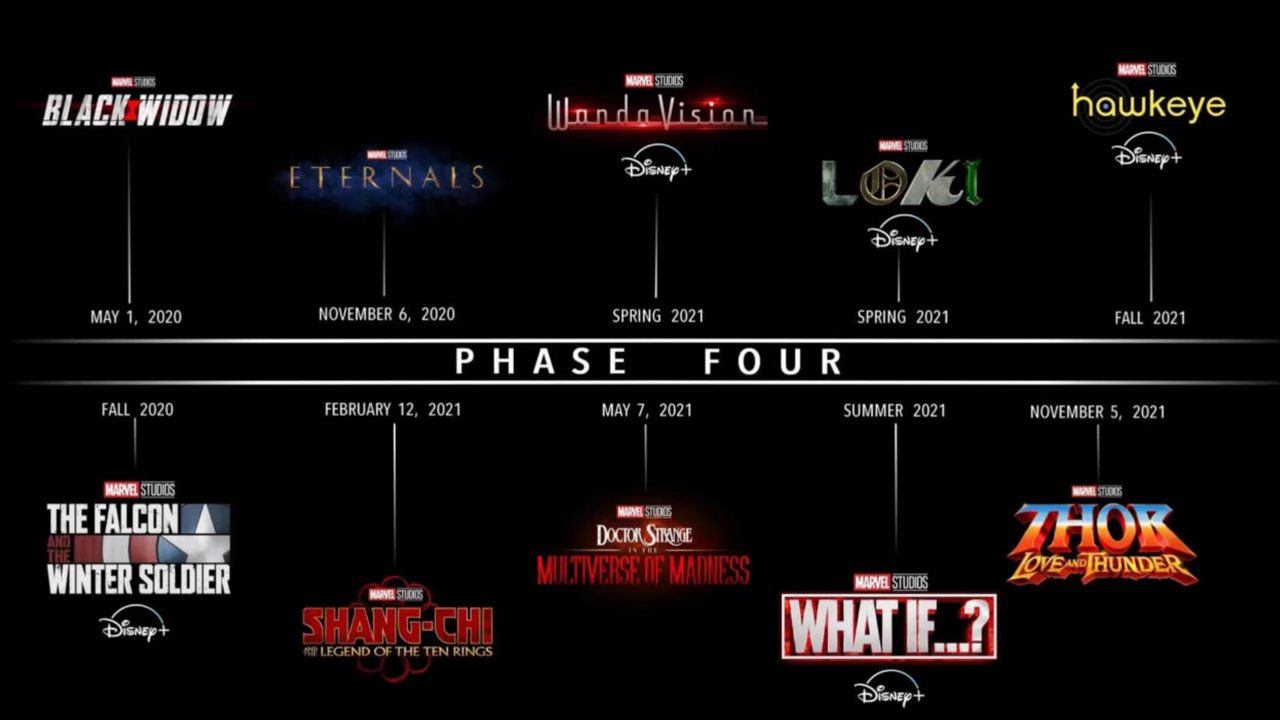 MARVEL STUDIOS
BLACK WIDOW
MAY 1, 2020
MARVEL STUDIOS
ETERNALS
NOVEMBER 6, 2020
MARVEL STUDIOS
WandaVision
Disney+
SPRING 2021
MARVEL STUDIOS
LOKI
Disney+
SPRING 2021
MARVEL STUDIOS
hawkeye
Disney+
FALL 2021
PHASE FOUR
FALL 2020
MARVEL STUDIOS
THE FALCON
AND
THE
WINTER SOLDIER
Disney+
FEBRUARY 12, 2021
MARVEL STUDIOS
SHANG-CHI
AND THE LEGEND OF THE TEN RINGS
MAY 7, 2021
MARVEL STUDIOS
DOCTOR STRANGE
IN THE
MULTIVERSE OF MADNESS
SUMMER 2021
MARVEL STUDIOS
WHAT IF...?
Disney+
NOVEMBER 5, 2021
MARVEL STUDIOS
THOR
LOVE AND THUNDER